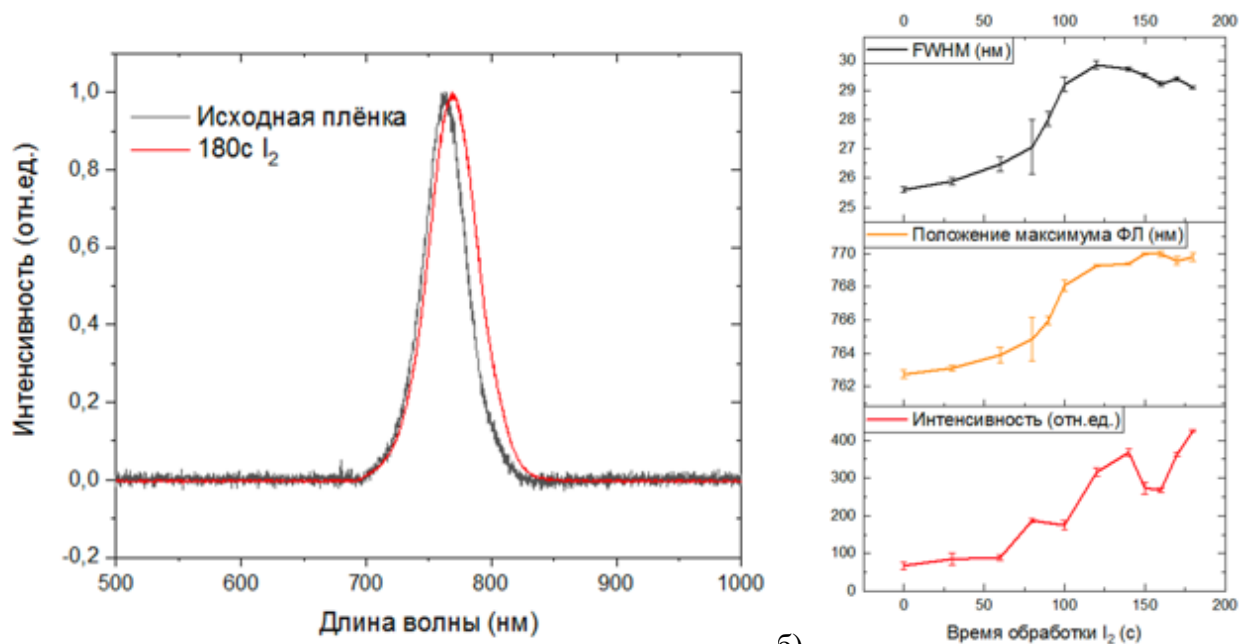 1,0
0,8
0,6
0,4
0,2
0,0
-0,2
Интенсивность (отн.ед.)
Исходная плёнка
180с I₂
500 600 700 800 900 1000
Длина волны (нм)
б)
0 50 100 150 200
FWHM (нм)
30
29
28
27
26
25
Положение максимума ФЛ (нм)
770
768
766
764
762
Интенсивность (отн.ед.)
400
300
200
100
0
0 50 100 150 200
Время обработки I₂ (с)